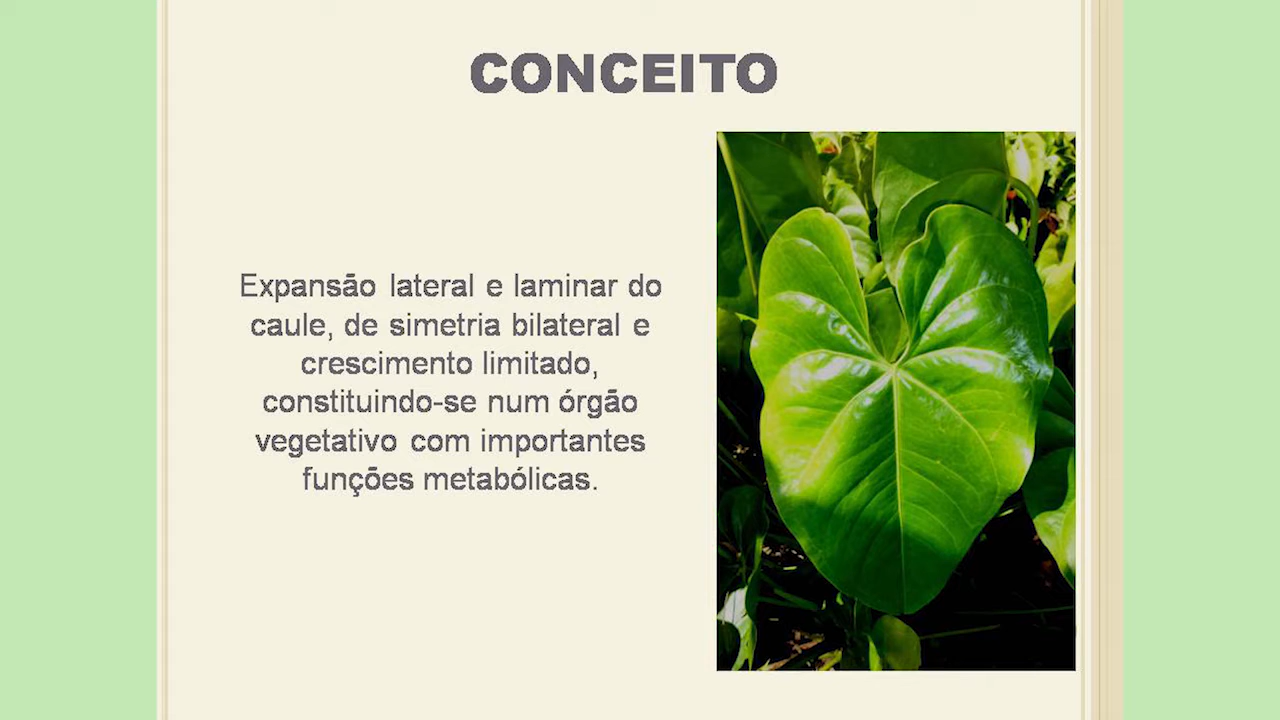 CONCEITO
Expansão lateral e laminar do
caule, de simetria bilateral e
crescimento limitado,
constituindo-se num órgão
vegetativo com importantes
funções metabólicas.